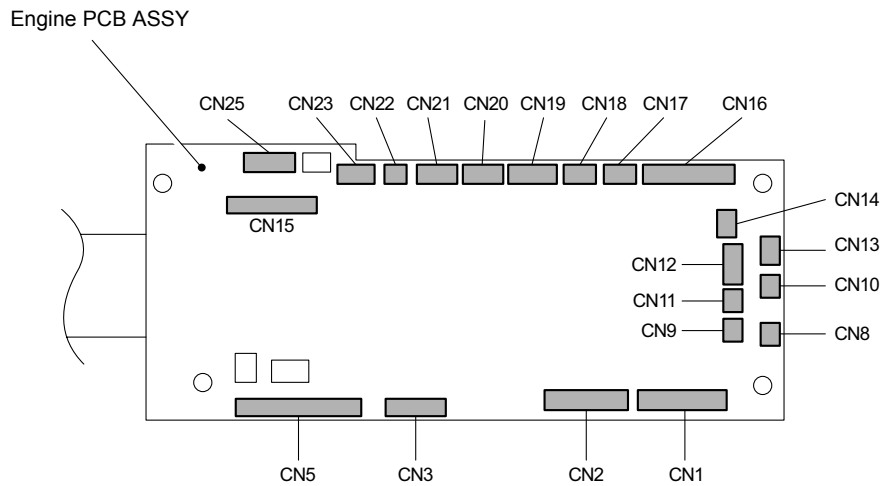 Engine PCB ASSY
CN25 CN23 CN22 CN21 CN20 CN19 CN18 CN17 CN16
CN14
CN15
CN13
CN12
CN10
CN11
CN9
CN8
CN5 CN3 CN2 CN1